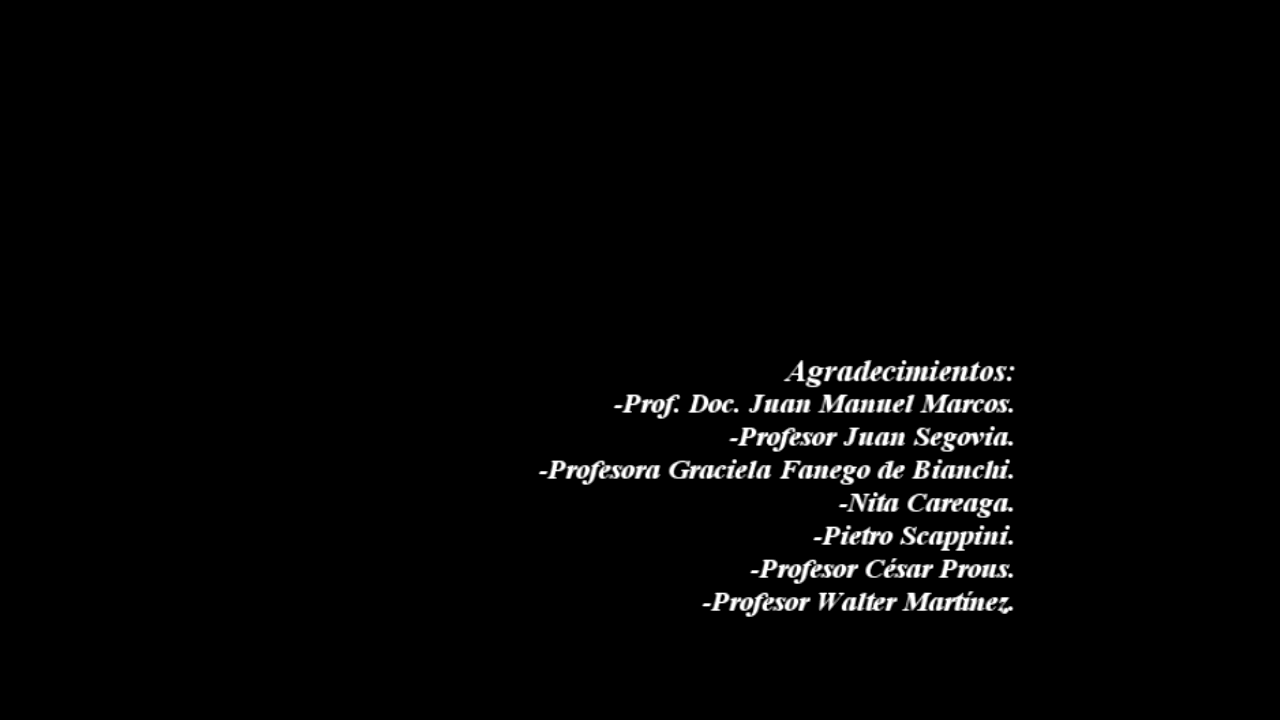 Agradecimientos:
-Prof. Doc. Juan Manuel Marcos.
-Profesor Juan Segovia.
-Profesora Graciela Fanego de Bianchi.
-Nita Careaga.
-Pietro Scappini.
-Profesor César Prous.
-Profesor Walter Martínez.